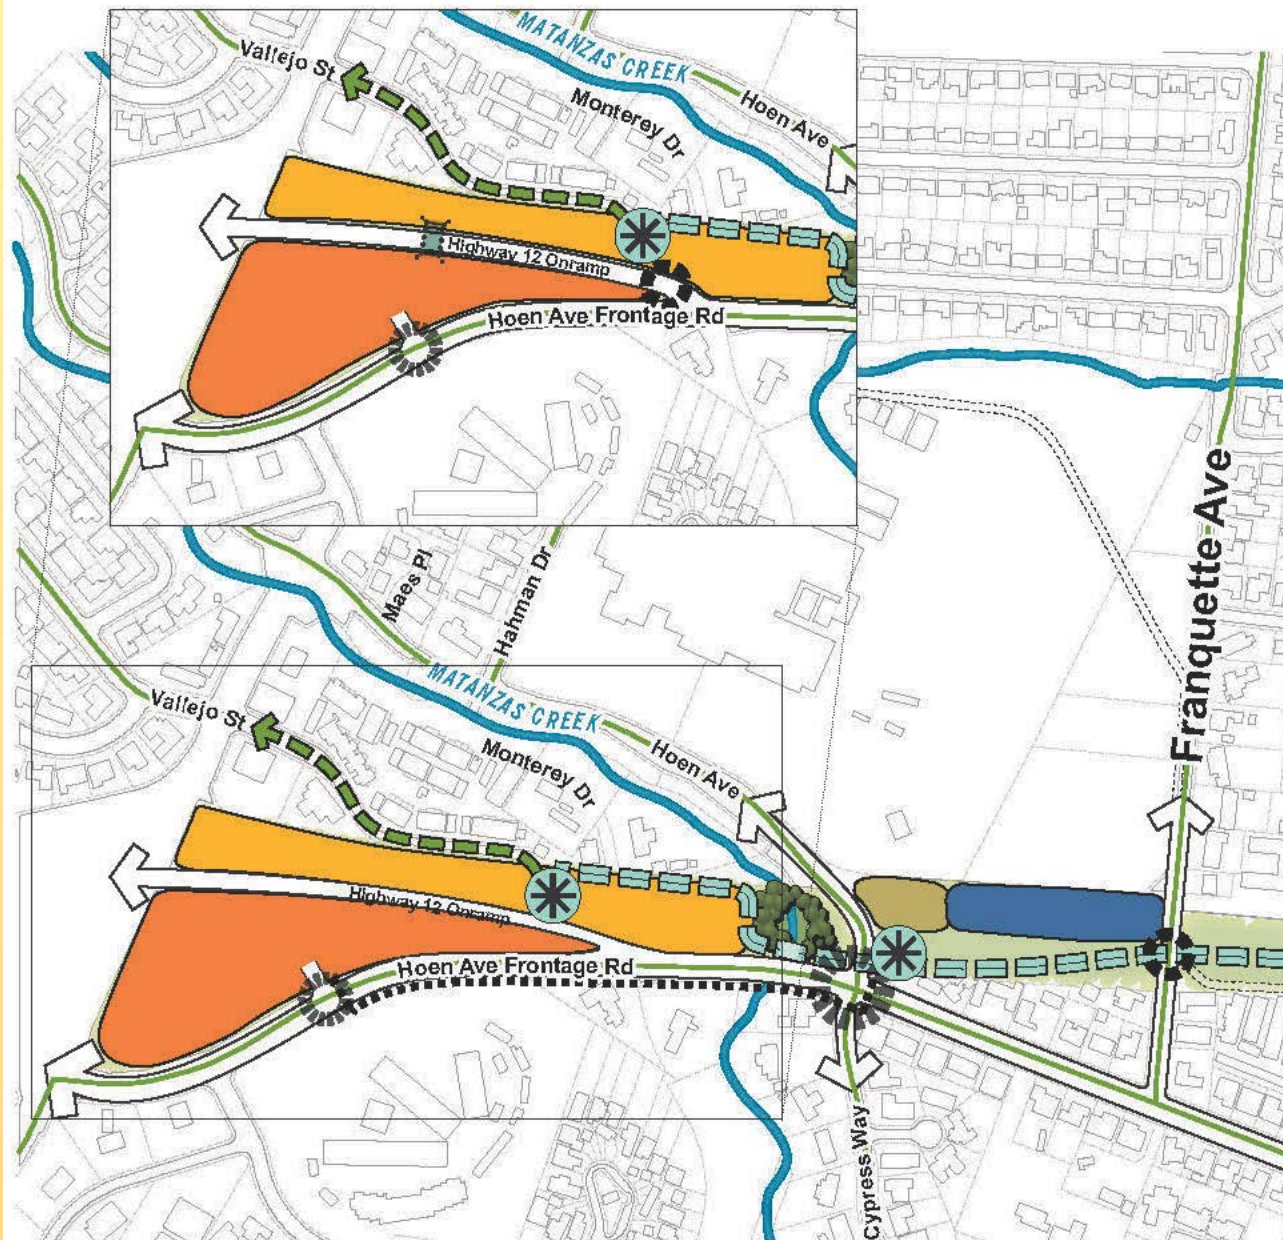 MATANZAS CREEK
Vallejo St
Hoen Ave
Monterey Dr
Highway 12 Onramp
Hoen Ave Frontage Rd
Franquette Ave
Maes Pl
Hahman Dr
MATANZAS CREEK
Vallejo St
Hoen Ave
Monterey Dr
Highway 12 Onramp
Hoen Ave Frontage Rd
Cypress Way